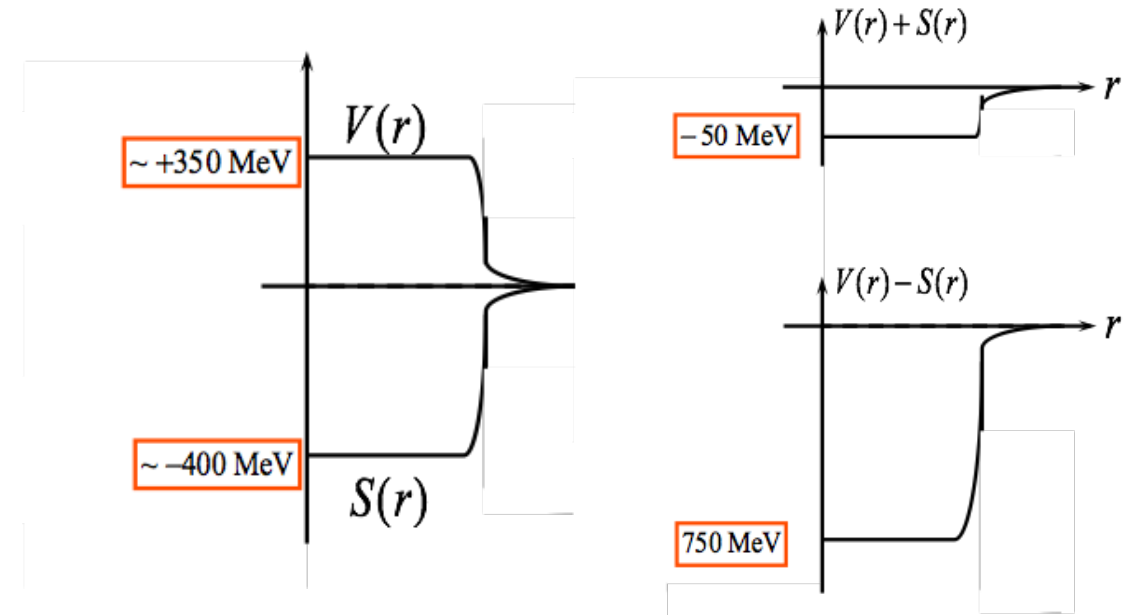 V(r)
~ +350 MeV
~ −400 MeV
S(r)
V(r) + S(r)
r
− 50 MeV
V(r) − S(r)
r
750 MeV